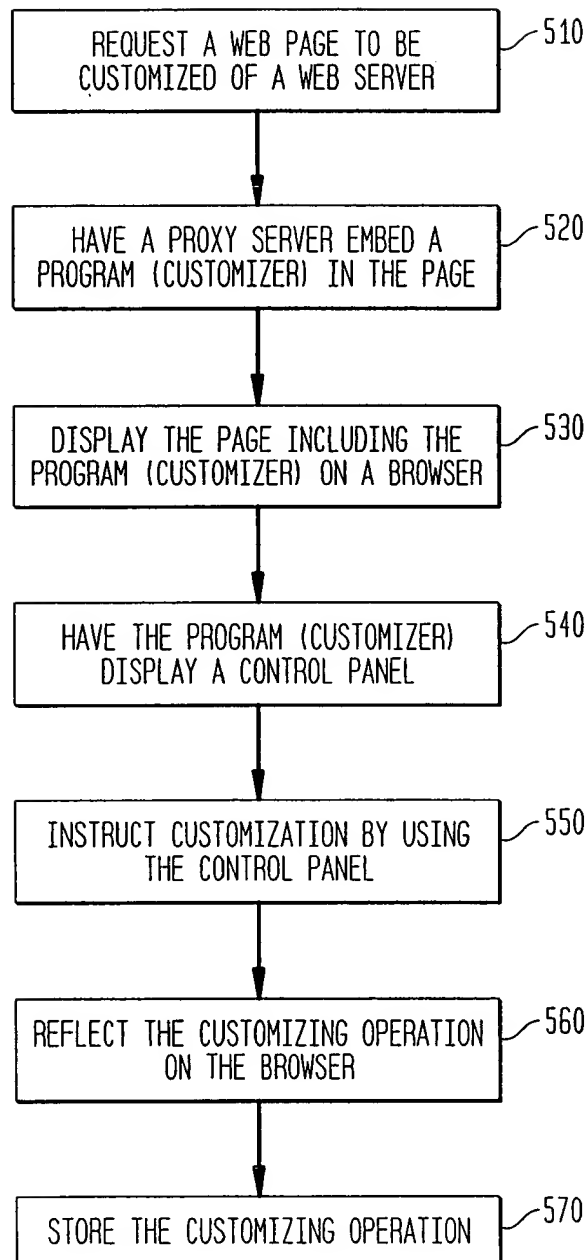 REQUEST A WEB PAGE TO BE
CUSTOMIZED OF A WEB SERVER
510
HAVE A PROXY SERVER EMBED A
PROGRAM (CUSTOMIZER) IN THE PAGE
520
DISPLAY THE PAGE INCLUDING THE
PROGRAM (CUSTOMIZER) ON A BROWSER
530
HAVE THE PROGRAM (CUSTOMIZER)
DISPLAY A CONTROL PANEL
540
INSTRUCT CUSTOMIZATION BY USING
THE CONTROL PANEL
550
REFLECT THE CUSTOMIZING OPERATION
ON THE BROWSER
560
STORE THE CUSTOMIZING OPERATION
570